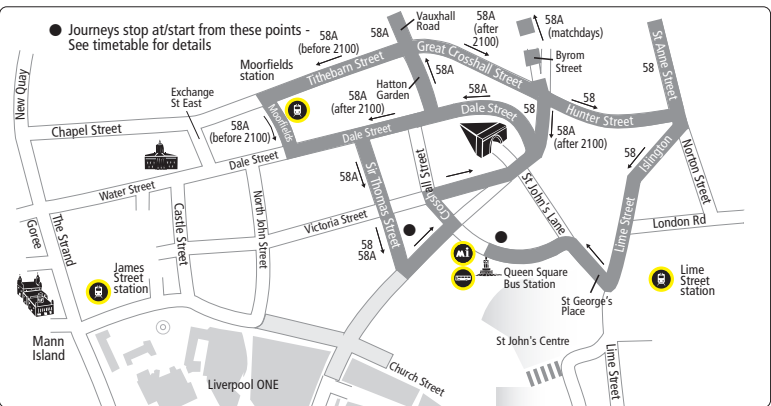 Journeys stop at/start from these points -
See timetable for details
Vauxhall
Road
58A
58A
(before 2100)
58A
(after
2100)
58A
(matchdays)
Byrom
Street
St Anne Street
58
Great Crosshall Street
Tithebarn Street
Moorfields
station
Hatton
Garden
58A
58A
58A
(after 2100)
Dale Street
58
58
Hunter Street
58A
(after 2100)
New Quay
Exchange
St East
Chapel Street
58A
(before 2100)
Moorfields
Dale Street
Dale Street
Water Street
58A
Sir Thomas Street
Crosshall Street
St John's Lane
58
Islington
Norton Street
Lime Street
London Rd
Goree
The Strand
Castle Street
North John Street
Victoria Street
58
58A
James
Street
station
Mi
Queen Square
Bus Station
St George's
Place
Lime
Street
station
Mann
Island
Liverpool ONE
Church Street
St John's Centre
Lime Street